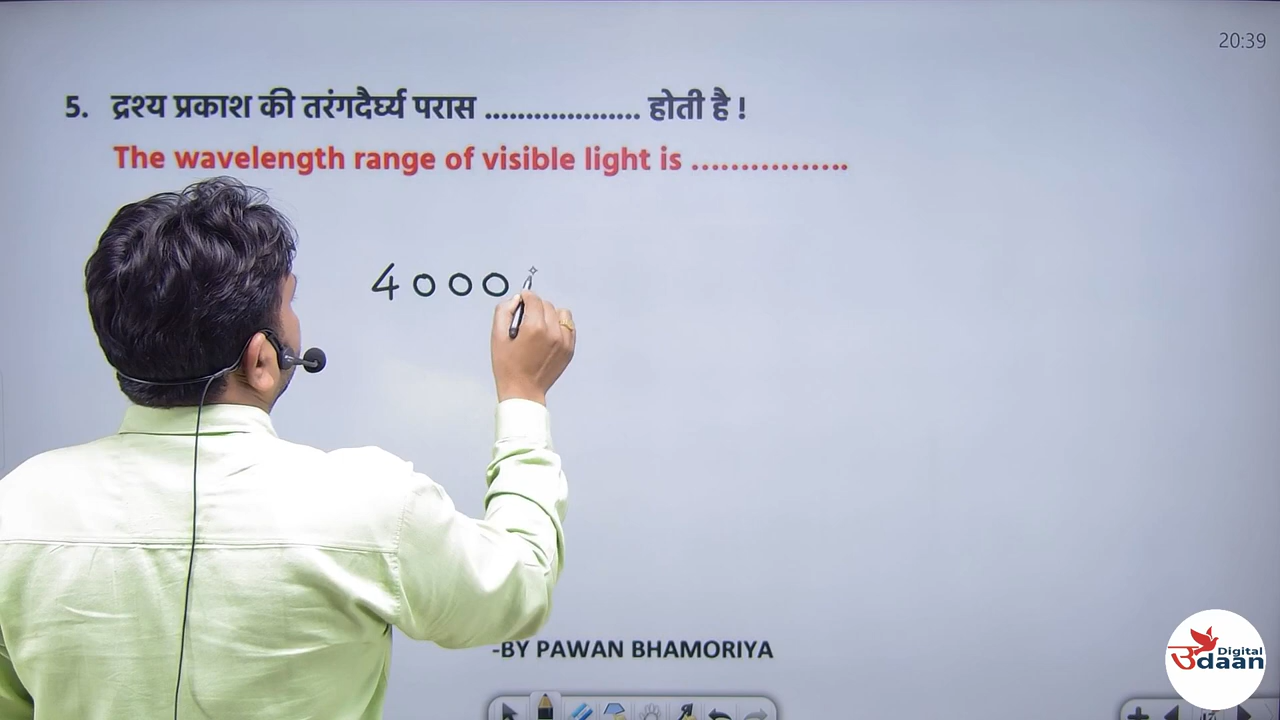 20:39
5. द्रश्य प्रकाश की तरंगदैर्घ्य परास ................... होती है !
The wavelength range of visible light is ................
4000
-BY PAWAN BHAMORIYA
Digital
उdaan